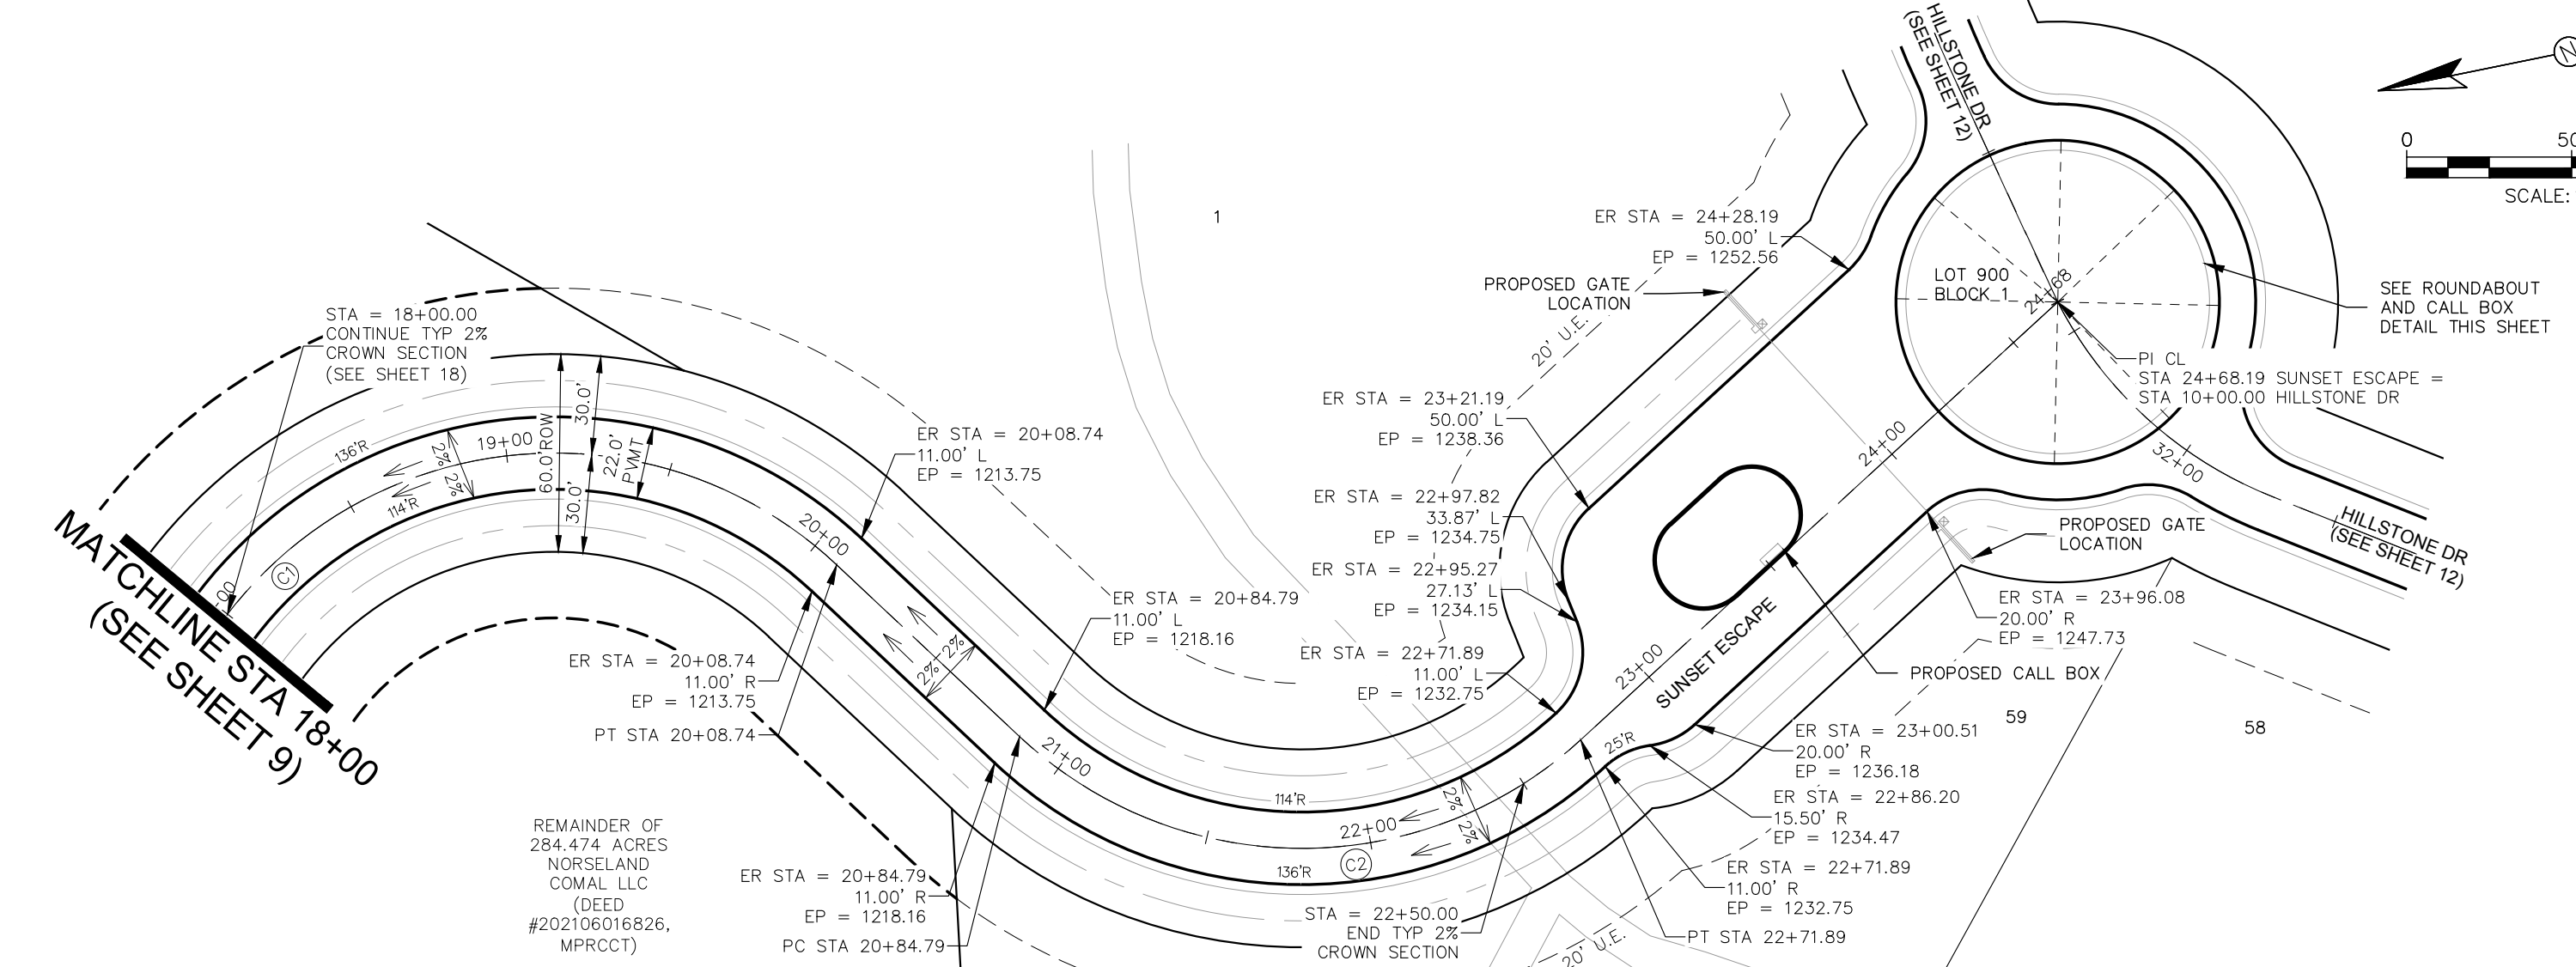 HILLSTONE DR
(SEE SHEET 12)
N
0
50
SCALE:
1
ER STA = 24+28.19
50.00' L
EP = 1252.56
PROPOSED GATE
LOCATION
LOT 900
BLOCK 1
24+68
SEE ROUNDABOUT
AND CALL BOX
DETAIL THIS SHEET
STA = 18+00.00
CONTINUE TYP 2%
CROWN SECTION
(SEE SHEET 18)
20' U.E.
PI CL
STA 24+68.19 SUNSET ESCAPE =
STA 10+00.00 HILLSTONE DR
30.0'
60.0'ROW
30.0'
22.0'
PVMT
136'R
19+00
2%
2%
114'R
ER STA = 20+08.74
11.00' L
EP = 1213.75
ER STA = 23+21.19
50.00' L
EP = 1238.36
24+00
32+00
ER STA = 22+97.82
33.87' L
EP = 1234.75
20+00
HILLSTONE DR
(SEE SHEET 12)
PROPOSED GATE
LOCATION
C1
+00
MATCHLINE STA 18+00
(SEE SHEET 9)
ER STA = 22+95.27
27.13' L
EP = 1234.15
ER STA = 20+84.79
11.00' L
EP = 1218.16
ER STA = 23+96.08
20.00' R
EP = 1247.73
ER STA = 20+08.74
11.00' R
EP = 1213.75
2%
2%
ER STA = 22+71.89
11.00' L
EP = 1232.75
23+00
SUNSET ESCAPE
PROPOSED CALL BOX
PT STA 20+08.74
21+00
59
58
25'R
ER STA = 23+00.51
20.00' R
EP = 1236.18
114'R
2%
2%
ER STA = 22+86.20
15.50' R
EP = 1234.47
22+00
C2
136'R
REMAINDER OF
284.474 ACRES
NORSELAND
COMAL LLC
(DEED
#202106016826,
MPRCCT)
ER STA = 20+84.79
11.00' R
EP = 1218.16
PC STA 20+84.79
ER STA = 22+71.89
11.00' R
EP = 1232.75
STA = 22+50.00
END TYP 2%
CROWN SECTION
PT STA 22+71.89
20' U.E.